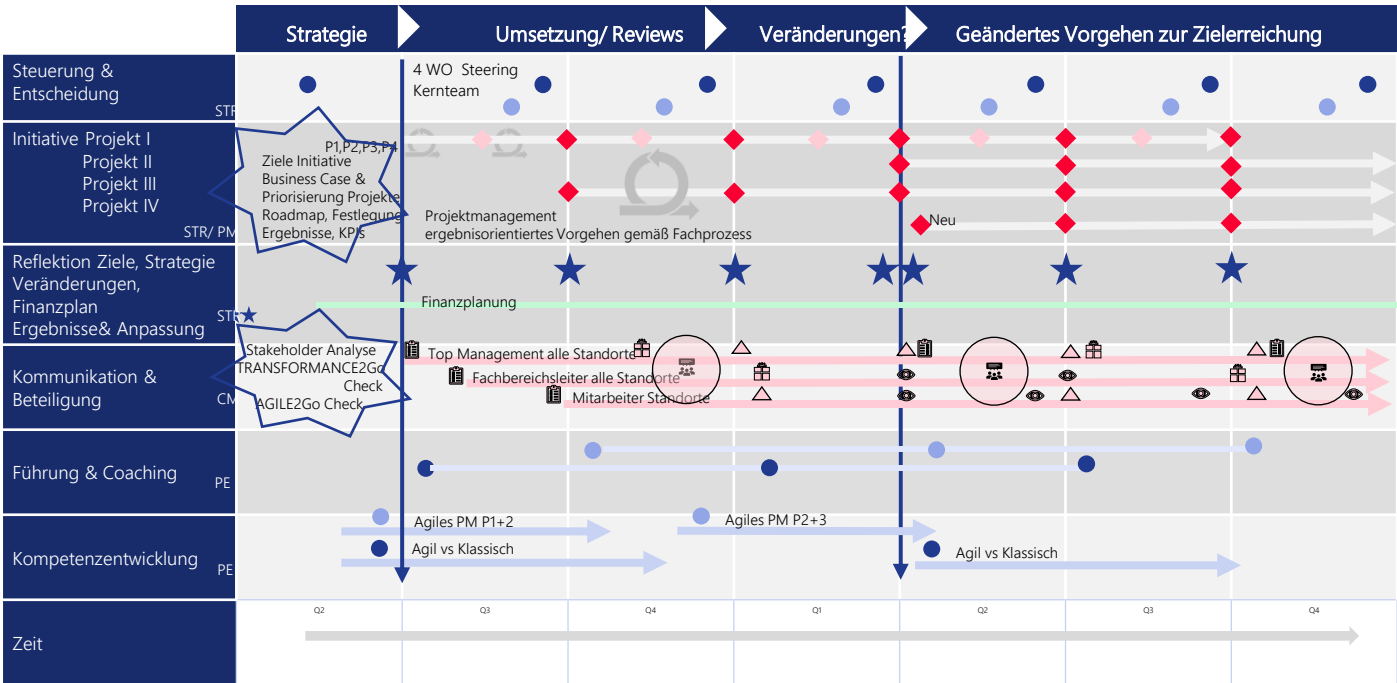 Strategie
Umsetzung/ Reviews
Veränderungen?
Geändertes Vorgehen zur Zielerreichung
Steuerung &
Entscheidung
STR
4 WO Steering
Kernteam
Initiative Projekt I
Projekt II
Projekt III
Projekt IV
STR/ PM
P1,P2,P3,P4
Ziele Initiative
Business Case &
Priorisierung Projekte
Roadmap, Festlegung
Ergebnisse, KPIs
Projektmanagement
ergebnisorientiertes Vorgehen gemäß Fachprozess
Neu
Reflektion Ziele, Strategie
Veränderungen,
Finanzplan
Ergebnisse& Anpassung
STR
Finanzplanung
Kommunikation &
Beteiligung
CM
Stakeholder Analyse
TRANSFORMANCE2Go
Check
AGILE2Go Check
Top Management alle Standorte
Fachbereichsleiter alle Standorte
Mitarbeiter Standorte
Führung & Coaching
PE
Kompetenzentwicklung
PE
Agiles PM P1+2
Agil vs Klassisch
Agiles PM P2+3
Agil vs Klassisch
Zeit
Q2
Q3
Q4
Q1
Q2
Q3
Q4